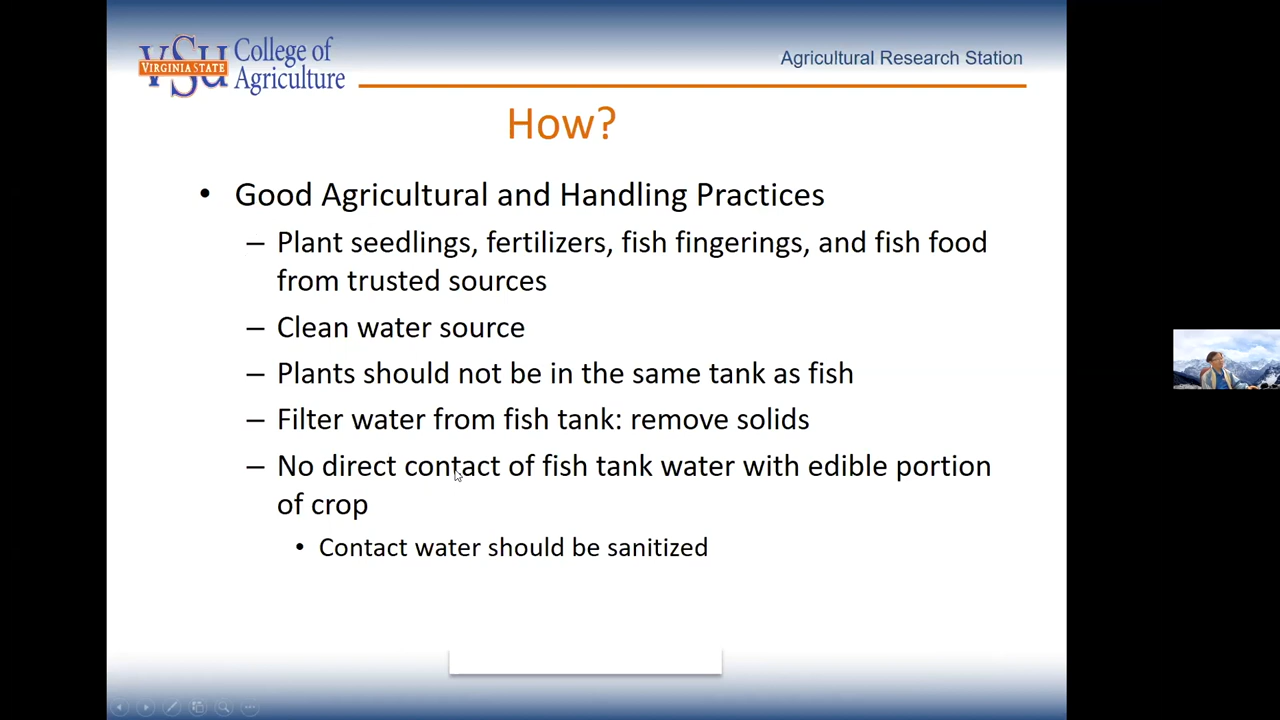 VSU
VIRGINIA STATE
College of
Agriculture
Agricultural Research Station
How?
• Good Agricultural and Handling Practices
– Plant seedlings, fertilizers, fish fingerings, and fish food
from trusted sources
– Clean water source
– Plants should not be in the same tank as fish
– Filter water from fish tank: remove solids
– No direct contact of fish tank water with edible portion
of crop
• Contact water should be sanitized